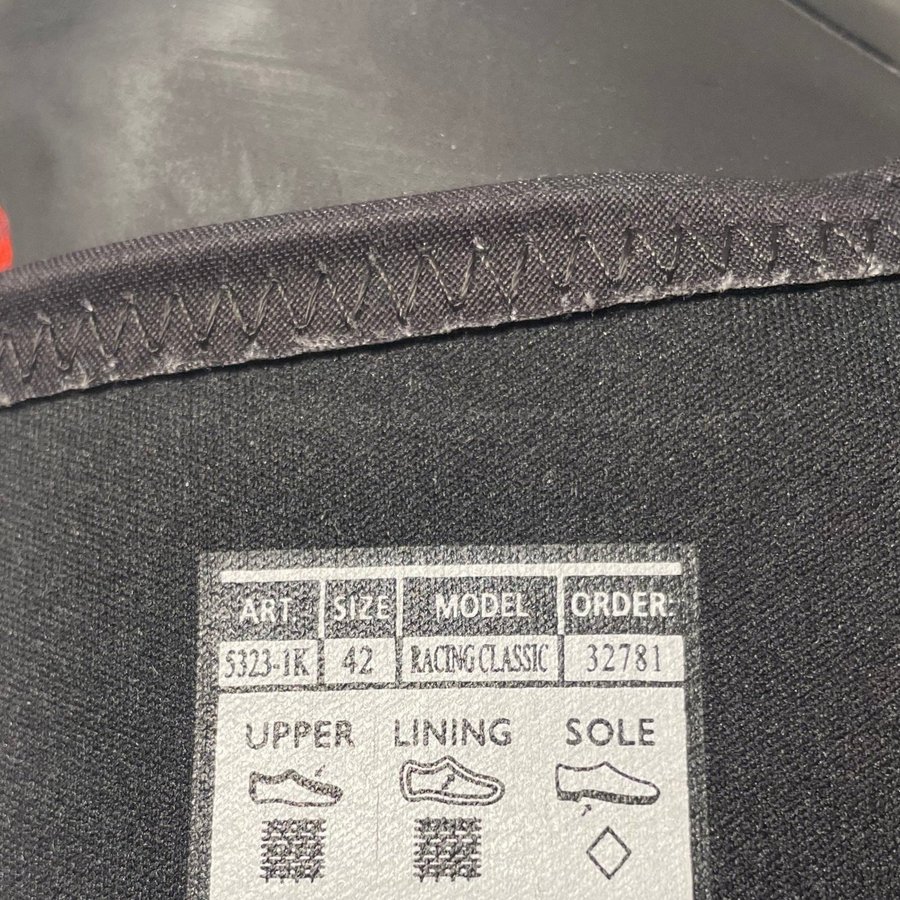 ART SIZE MODEL ORDER:
5323-1K 42 RACING CLASSIC 32781
UPPER LINING SOLE